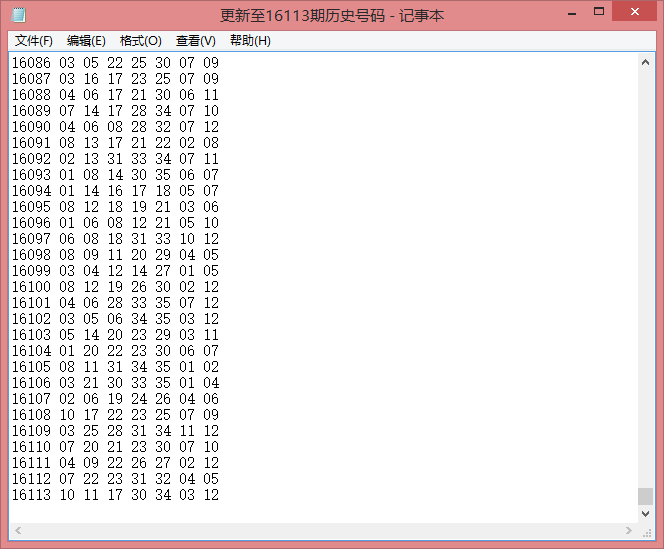 更新至16113期历史号码 - 记事本
文件(F) 编辑(E) 格式(O) 查看(V) 帮助(H)
16086 03 05 22 25 30 07 09
16087 03 16 17 23 25 07 09
16088 04 06 17 21 30 06 11
16089 07 14 17 28 34 07 10
16090 04 06 08 28 32 07 12
16091 08 13 17 21 22 02 08
16092 02 13 31 33 34 07 11
16093 01 08 14 30 35 06 07
16094 01 14 16 17 18 05 07
16095 08 12 18 19 21 03 06
16096 01 06 08 12 21 05 10
16097 06 08 18 31 33 10 12
16098 08 09 11 20 29 04 05
16099 03 04 12 14 27 01 05
16100 08 12 19 26 30 02 12
16101 04 06 28 33 35 07 12
16102 03 05 06 34 35 03 12
16103 05 14 20 23 29 03 11
16104 01 20 22 23 30 06 07
16105 08 11 31 34 35 01 02
16106 03 21 30 33 35 01 04
16107 02 06 19 24 26 04 06
16108 10 17 22 23 25 07 09
16109 03 25 28 31 34 11 12
16110 07 20 21 23 30 07 10
16111 04 09 22 26 27 02 12
16112 07 22 23 31 32 04 05
16113 10 11 17 30 34 03 12